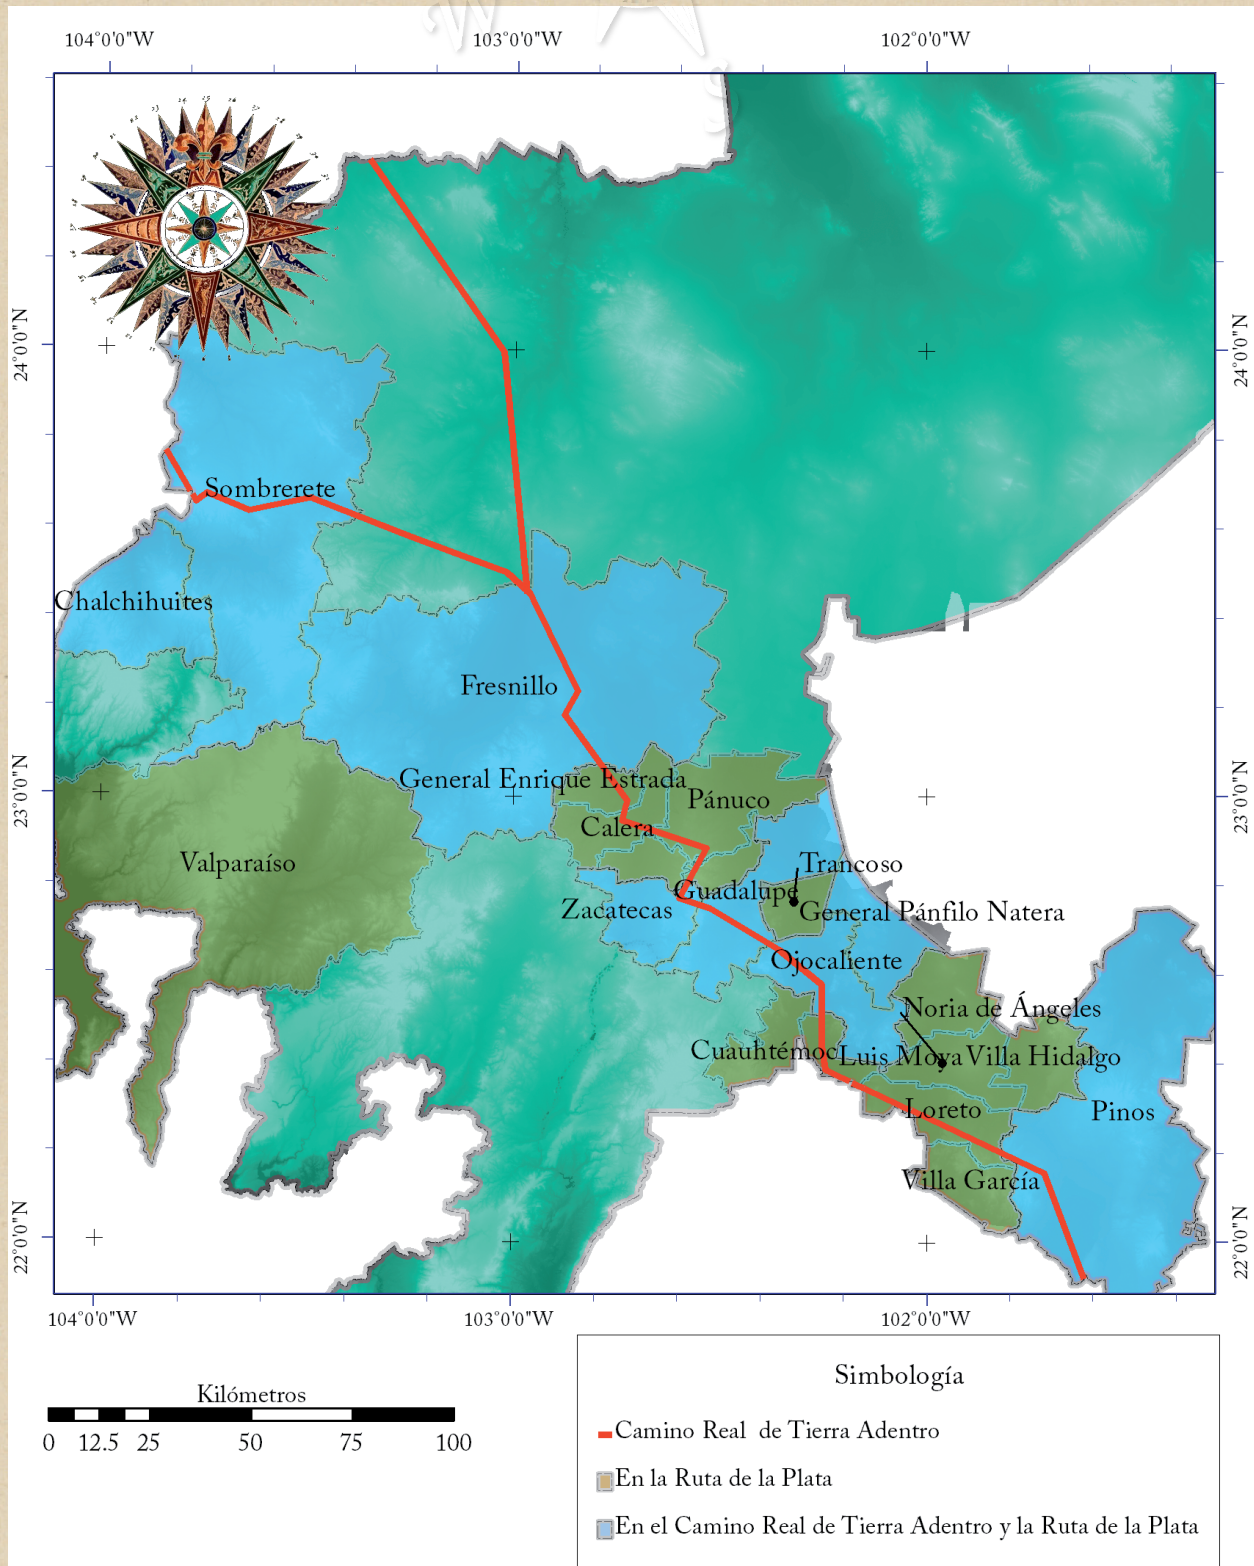 W
S
104°0'0"W 103°0'0"W 102°0'0"W
24°0'0"N 24°0'0"N
Sombrerete
Chalchihuites
Fresnillo
General Enrique Estrada
23°0'0"N 23°0'0"N
Pánuco
Calera
Valparaíso
Trancoso
Guadalupe
Zacatecas
General Pánfilo Natera
Ojocaliente
Noria de Ángeles
Cuauhtémoc
Luis Moya
Villa Hidalgo
Loreto
Pinos
Villa García
22°0'0"N 22°0'0"N
104°0'0"W 103°0'0"W 102°0'0"W
Kilómetros
0 12.5 25 50 75 100
Simbología
Camino Real de Tierra Adentro
En la Ruta de la Plata
En el Camino Real de Tierra Adentro y la Ruta de la Plata